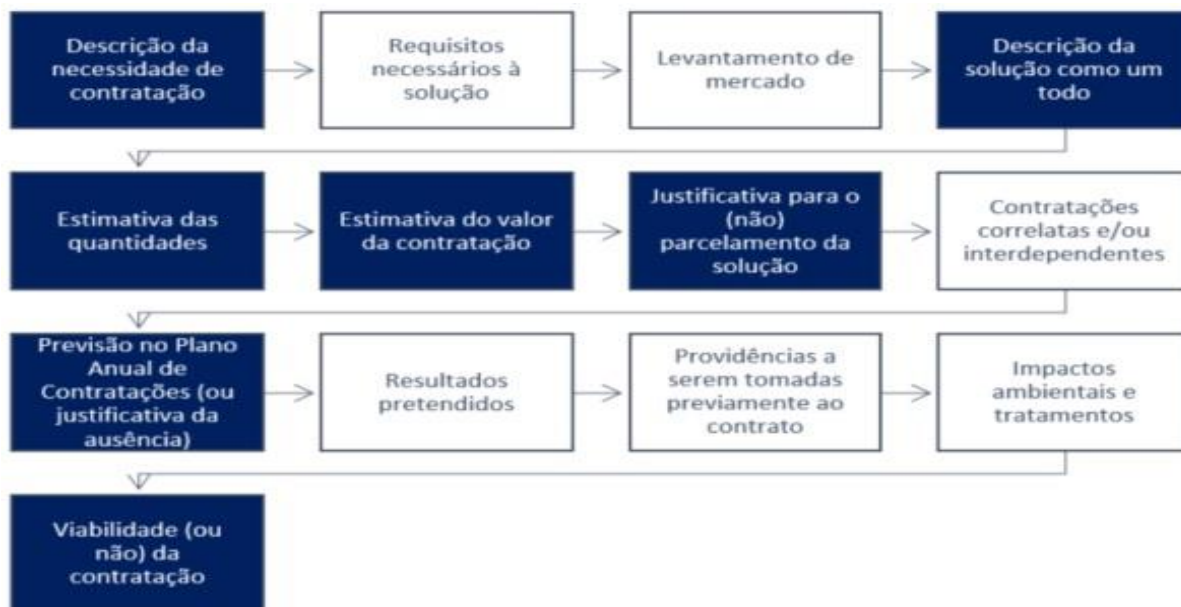 Descrição da
necessidade de
contratação
Requisitos
necessários à
solução
Levantamento de
mercado
Descrição da
solução como um
todo
Estimativa das
quantidades
Estimativa do valor
da contratação
Justificativa para o
(não)
parcelamento da
solução
Contratações
correlatas e/ou
interdependentes
Previsão no Plano
Anual de
Contratações (ou
justificativa da
ausência)
Resultados
pretendidos
Providências a
serem tomadas
previamente ao
contrato
Impactos
ambientais e
tratamentos
Viabilidade (ou
não) da
contratação